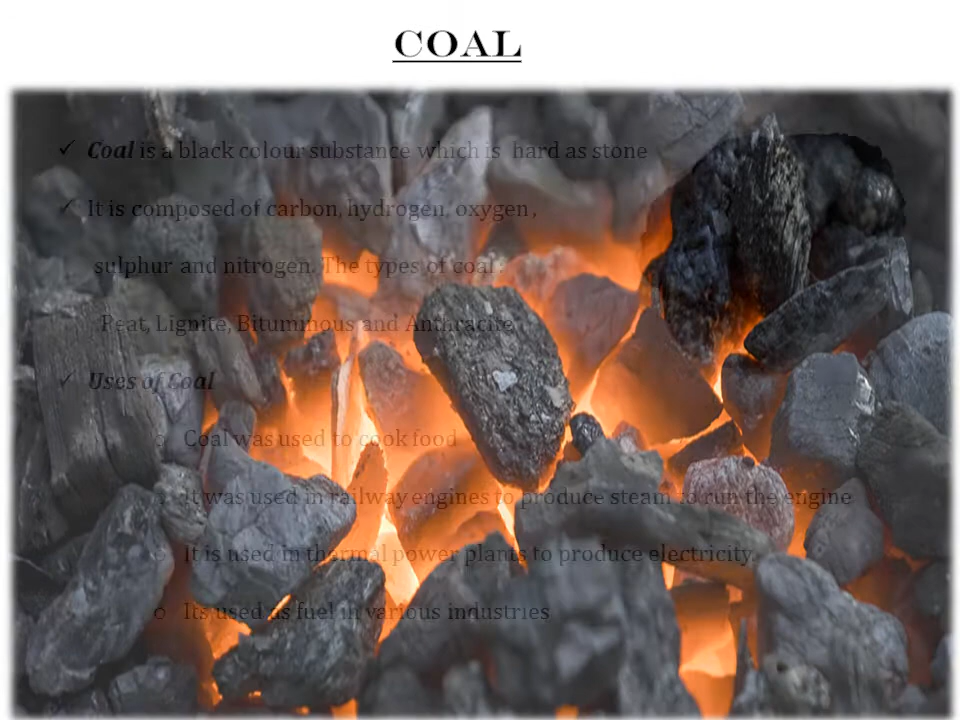 COAL
✓ Coal is a black colour substance which is hard as stone
✓ It is composed of carbon, hydrogen, oxygen,
sulphur and nitrogen. The types of coal:
Peat, Lignite, Bituminous and Anthracite
✓ Uses of Coal
o Coal was used to cook food
o It was used in railway engines to produce steam to run the engine
o It is used in thermal power plants to produce electricity.
o Its used as fuel in various industries